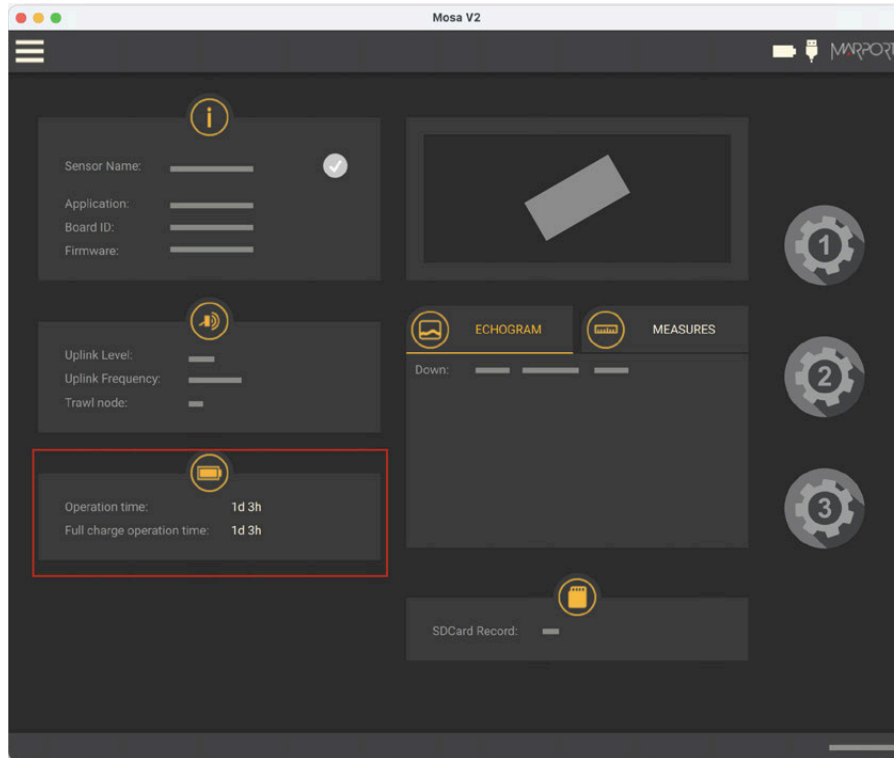 Mosa V2
MARPORT
Sensor Name:
Application:
Board ID:
Firmware:
Uplink Level:
Uplink Frequency:
Trawl node:
Operation time: 1d 3h
Full charge operation time: 1d 3h
ECHOGRAM
MEASURES
Down:
SDCard Record:
1
2
3